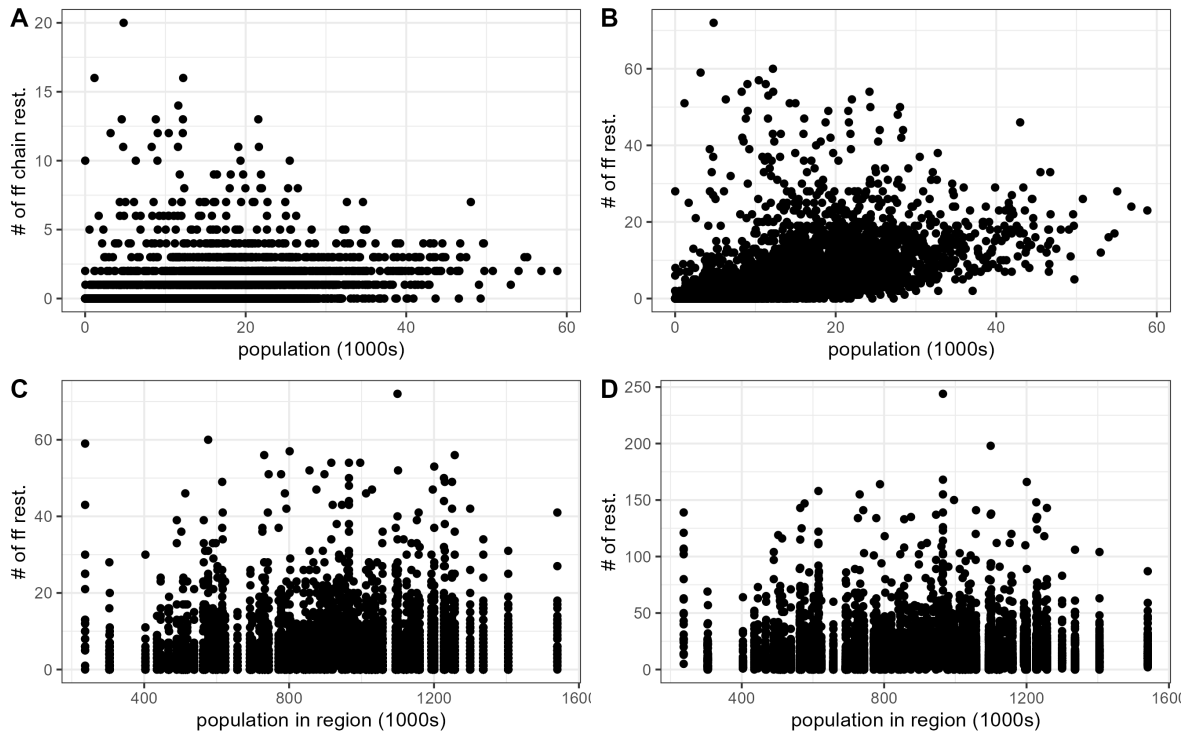 A
# of ff chain rest.
20
15
10
5
0
0 20 40 60
population (1000s)
B
# of ff rest.
60
40
20
0
0 20 40 60
population (1000s)
C
# of ff rest.
60
40
20
0
400 800 1200 1600
population in region (1000s)
D
# of rest.
250
200
150
100
50
0
400 800 1200 1600
population in region (1000s)